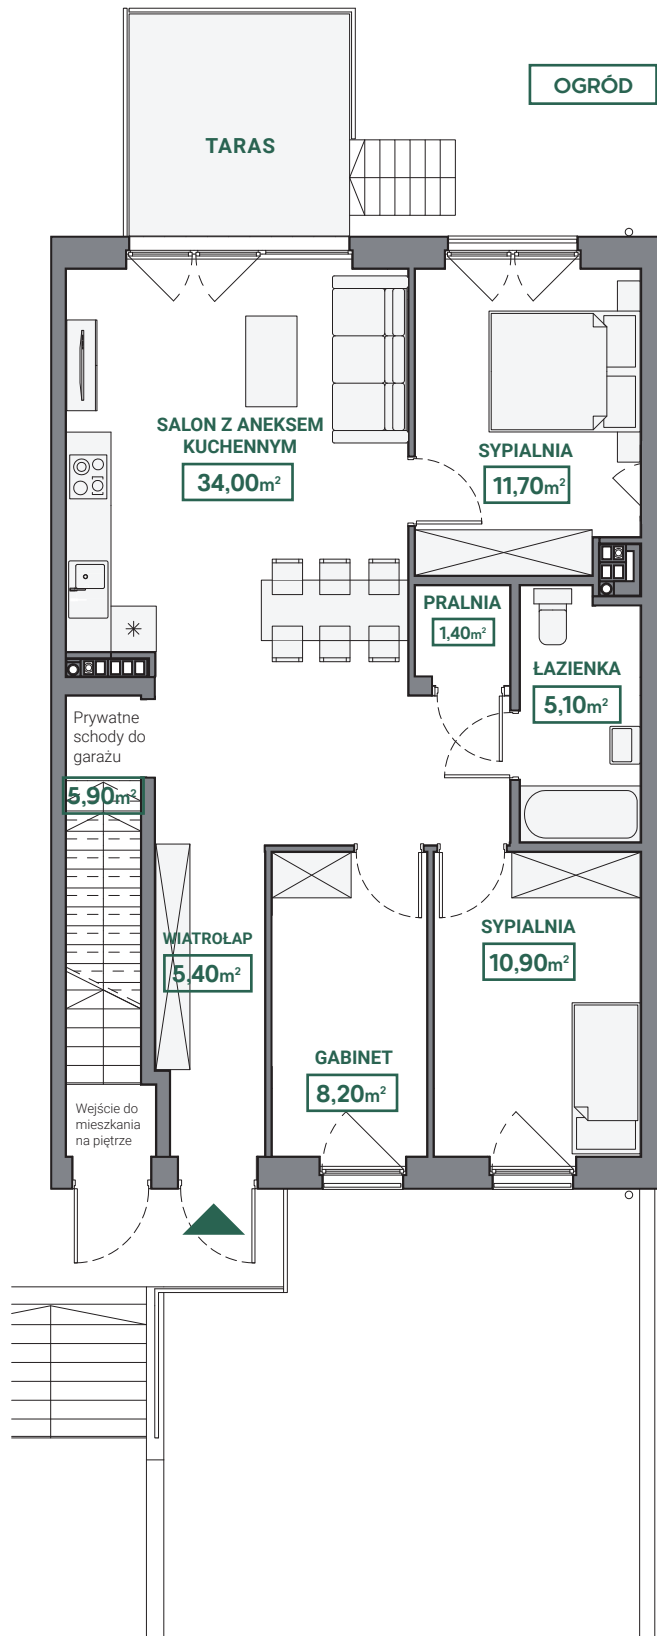 OGRÓD
TARAS
SALON Z ANEKSEM
KUCHENNYM
34,00m²
SYPIALNIA
11,70m²
PRALNIA
1,40m²
ŁAZIENKA
5,10m²
Prywatne
schody do
garażu
5,90m²
WIATROŁAP
5,40m²
SYPIALNIA
10,90m²
GABINET
8,20m²
Wejście do
mieszkania
na piętrze